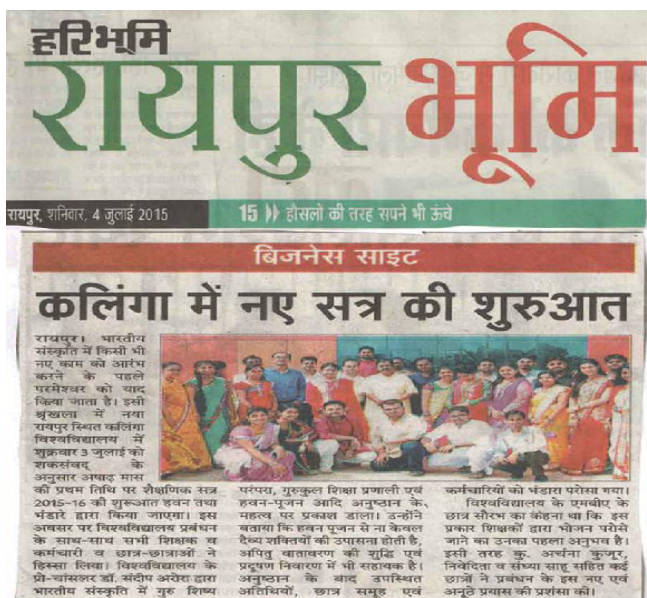 हरिभूमि
रायपुर भूमि
रायपुर, शनिवार, 4 जुलाई 2015
15 हौसलो की तरह सपने भी ऊंचे
बिजनेस साइट
कलिंगा में नए सत्र की शुरुआत
रायपुर। भारतीय
संस्कृति में किसी भी
नए काम को आरंभ
करने के पहले
परमेश्वर को याद
किया जाता है। इसी
श्रृंखला में नया
रायपुर स्थित कलिंगा
विश्वविद्यालय में
शुक्रवार 3 जुलाई को
शकसंवद् के
अनुसार अषाढ़ मास
की प्रथम तिथि पर शैक्षणिक सत्र
2015-16 की शुरुआत हवन तथा
भंडारे द्वारा किया जाएगा। इस
अवसर पर विश्वविद्यालय प्रबंधन
के साथ-साथ सभी शिक्षक व
कर्मचारी व छात्र-छात्राओं ने
हिस्सा लिया। विश्वविद्यालय के
प्रो-चांसलर डॉ. संदीप अरोरा द्वारा
भारतीय संस्कृति में गुरु शिष्य
परंपरा, गुरुकुल शिक्षा प्रणाली एवं
हवन-पूजन आदि अनुष्ठान के
महत्व पर प्रकाश डाला। उन्होंने
बताया कि हवन पूजन से ना केवल
दैव्य शक्तियों की उपासना होती है,
अपितु वातावरण की शुद्धि एवं
प्रदूषण निवारण में भी सहायक है।
अनुष्ठान के बाद उपस्थित
अतिथियों, छात्र समूह एवं
कर्मचारियों को भंडारा परोसा गया।
विश्वविद्यालय के एमबीए के
छात्र सौरभ का कहना था कि इस
प्रकार शिक्षकों द्वारा भोजन परोसे
जाने का उनका पहला अनुभव है।
इसी तरह कु. अर्चना कुजूर,
निवेदिता व संध्या साहू सहित कई
छात्रों ने प्रबंधन के इस नए एवं
अनूठे प्रयास की प्रशंसा की।